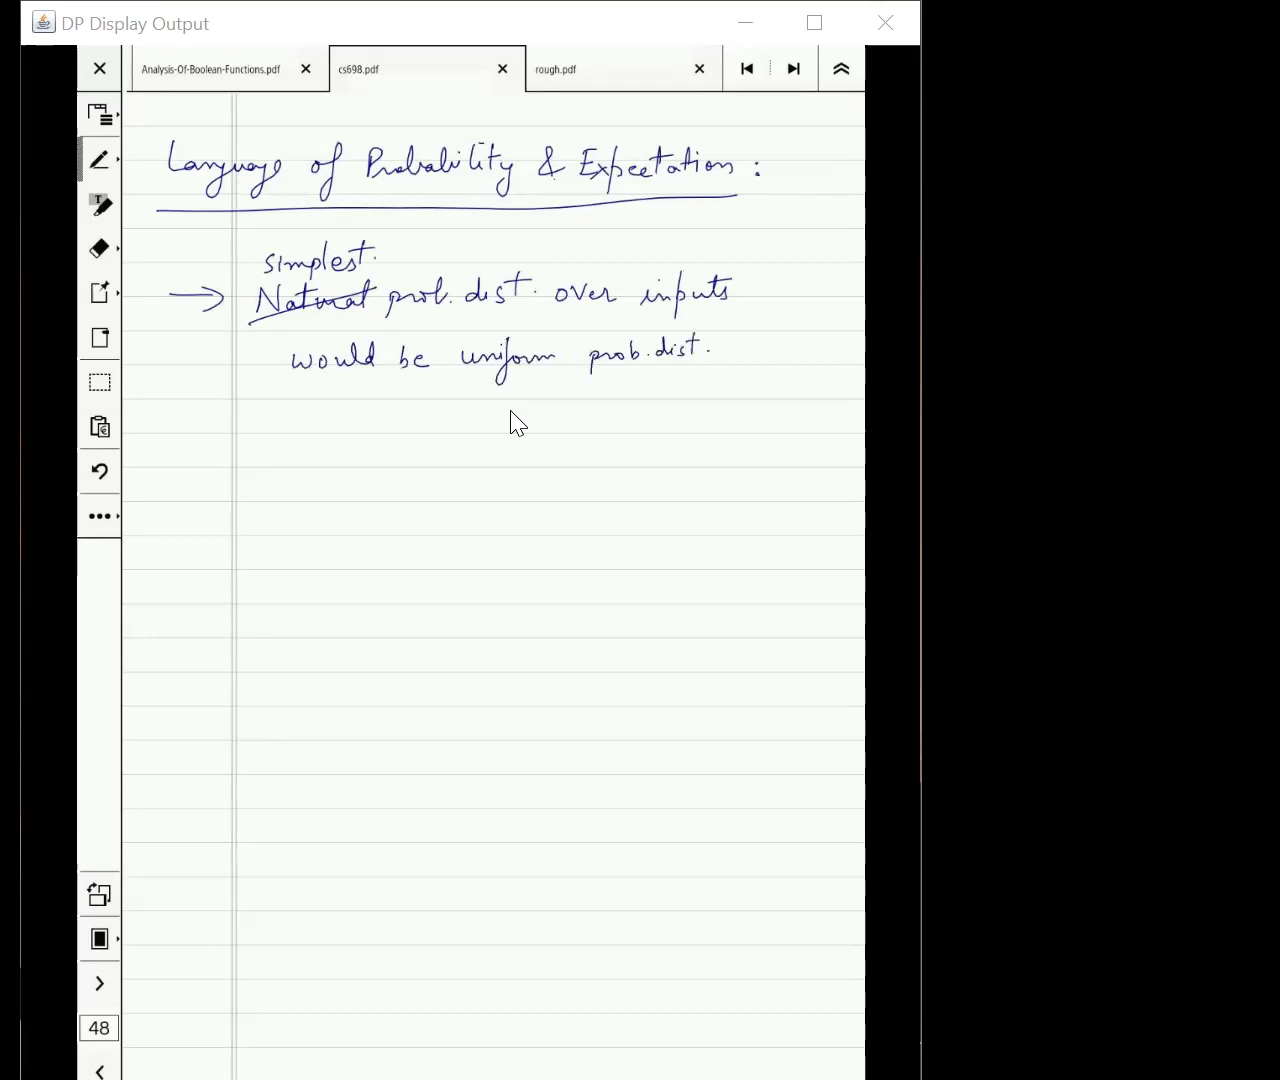 DP Display Output
Analysis-Of-Boolean-Functions.pdf
cs698.pdf
rough.pdf
Language of Probability & Expectation :
simplest.
→ Natural prob. dist. over inputs
would be uniform prob. dist.
48